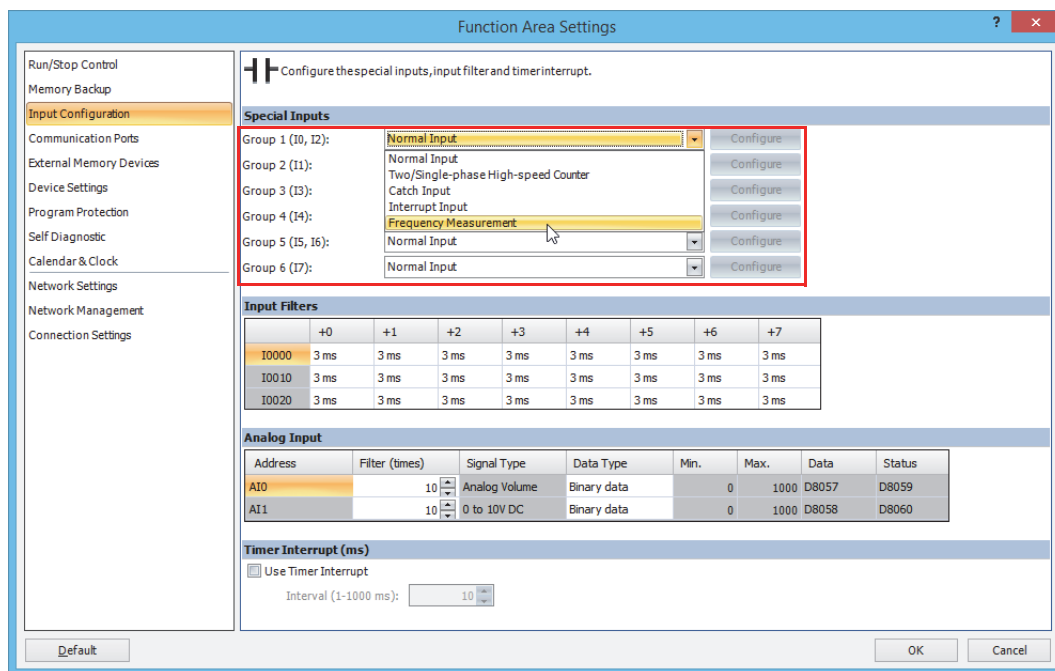 Function Area Settings
? ×
Run/Stop Control
Memory Backup
Input Configuration
Communication Ports
External Memory Devices
Device Settings
Program Protection
Self Diagnostic
Calendar & Clock
Network Settings
Network Management
Connection Settings
Configure the special inputs, input filter and timer interrupt.
Special Inputs
Group 1 (I0, I2): Normal Input Configure
Group 2 (I1): Configure
Group 3 (I3): Configure
Group 4 (I4): Configure
Normal Input
Two/Single-phase High-speed Counter
Catch Input
Interrupt Input
Frequency Measurement
Group 5 (I5, I6): Normal Input Configure
Group 6 (I7): Normal Input Configure
Input Filters
+0 +1 +2 +3 +4 +5 +6 +7
I0000 3 ms 3 ms 3 ms 3 ms 3 ms 3 ms 3 ms 3 ms
I0010 3 ms 3 ms 3 ms 3 ms 3 ms 3 ms 3 ms 3 ms
I0020 3 ms 3 ms 3 ms 3 ms 3 ms 3 ms 3 ms 3 ms
Analog Input
Address Filter (times) Signal Type Data Type Min. Max. Data Status
AI0 10 Analog Volume Binary data 0 1000 D8057 D8059
AI1 10 0 to 10V DC Binary data 0 1000 D8058 D8060
Timer Interrupt (ms)
Use Timer Interrupt
Interval (1-1000 ms): 10
Default OK Cancel